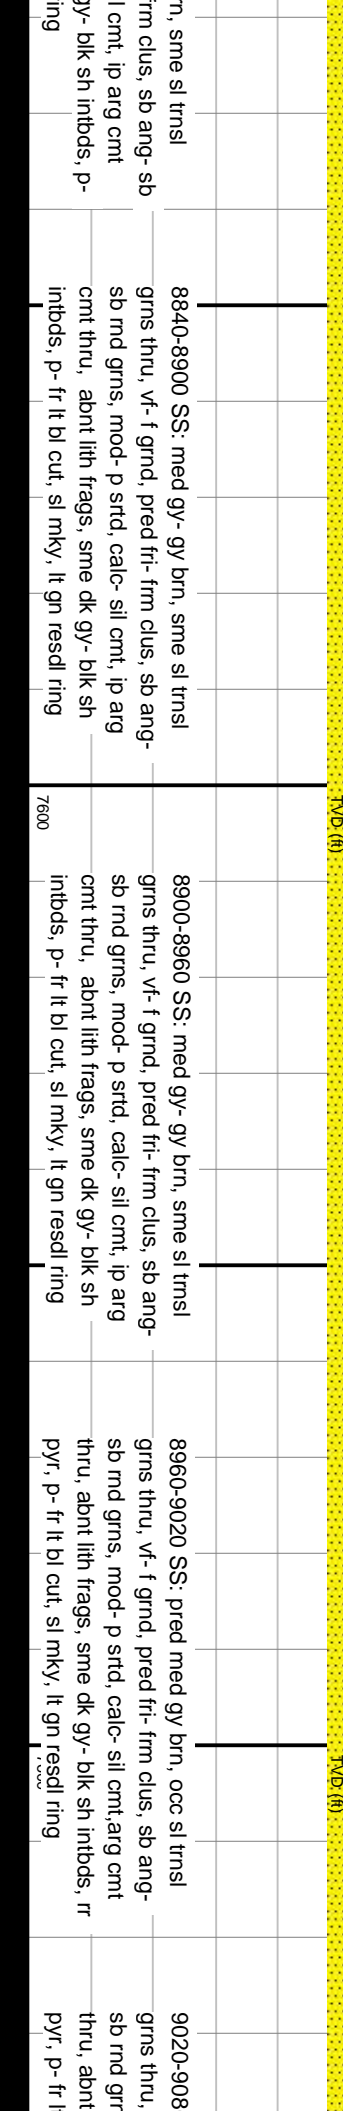 rn, sme sl trnsl
frm clus, sb ang- sb
l cmt, ip arg cmt
gy- blk sh intbds, p-
ing
8840-8900 SS: med gy- gy brn, sme sl trnsl
grns thru, vf- f grnd, pred fri- frm clus, sb ang-
sb rnd grns, mod- p srtd, calc- sil cmt, ip arg
cmt thru,  abnt lith frags, sme dk gy- blk sh
intbds, p- fr lt bl cut, sl mky, lt gn resdl ring
TVD (ft)
7600
8900-8960 SS: med gy- gy brn, sme sl trnsl
grns thru, vf- f grnd, pred fri- frm clus, sb ang-
sb rnd grns, mod- p srtd, calc- sil cmt, ip arg
cmt thru,  abnt lith frags, sme dk gy- blk sh
intbds, p- fr lt bl cut, sl mky, lt gn resdl ring
8960-9020 SS: pred med gy brn, occ sl trnsl
grns thru, vf- f grnd, pred fri- frm clus, sb ang-
sb rnd grns, mod- p srtd, calc- sil cmt,arg cmt
thru, abnt lith frags, sme dk gy- blk sh intbds, rr
pyr, p- fr lt bl cut, sl mky, lt gn resdl ring
TVD (ft)
9020-908
grns thru,
sb rnd grr
thru, abnt
pyr, p- fr l